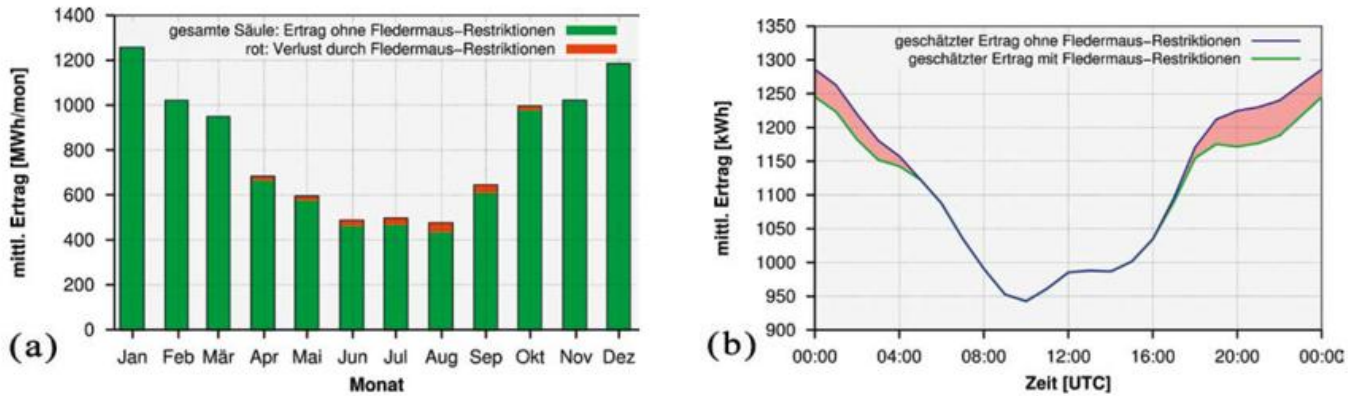 1400
1200
1000
800
600
400
200
0
mittl. Ertrag [MWh/mon]
gesamte Säule: Ertrag ohne Fledermaus-Restriktionen
rot: Verlust durch Fledermaus-Restriktionen
Jan Feb Mär Apr Mai Jun Jul Aug Sep Okt Nov Dez
Monat
(a)
1350
1300
1250
1200
1150
1100
1050
1000
950
900
mittl. Ertrag [kWh]
geschätzter Ertrag ohne Fledermaus-Restriktionen
geschätzter Ertrag mit Fledermaus-Restriktionen
00:00 04:00 08:00 12:00 16:00 20:00 00:00
Zeit [UTC]
(b)